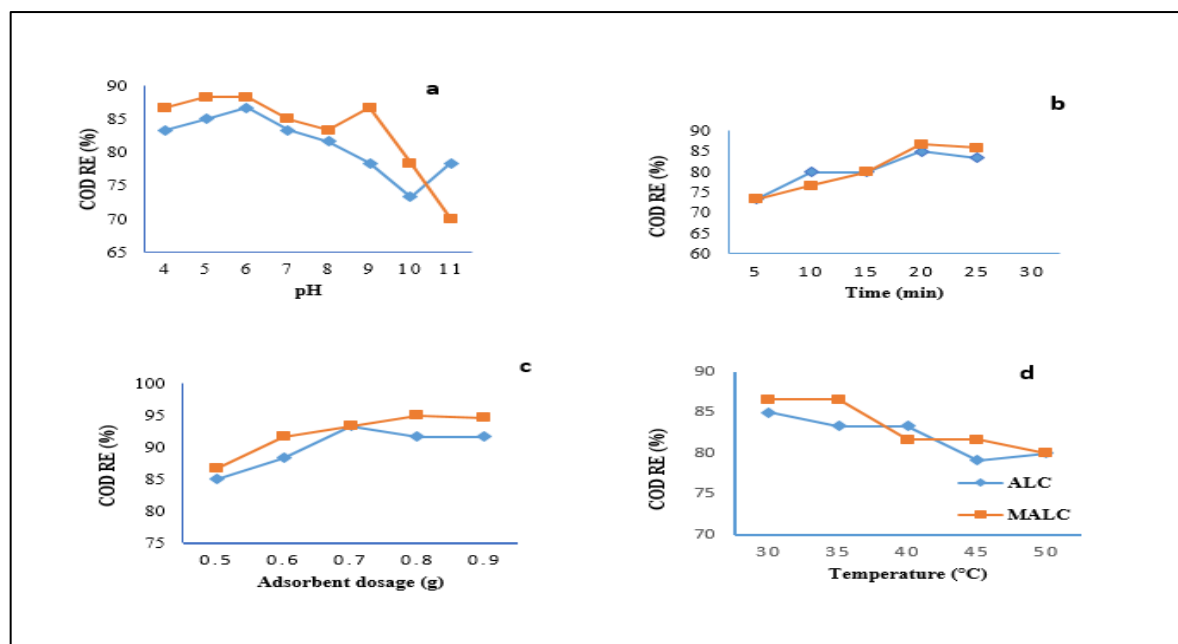 a
90
85
80
75
70
65
COD RE (%)
4 5 6 7 8 9 10 11
pH
b
90
85
80
75
70
65
60
COD RE (%)
5 10 15 20 25 30
Time (min)
c
100
95
90
85
80
75
COD RE (%)
0.5 0.6 0.7 0.8 0.9
Adsorbent dosage (g)
d
90
85
80
75
70
COD RE (%)
ALC
MALC
30 35 40 45 50
Temperature (°C)